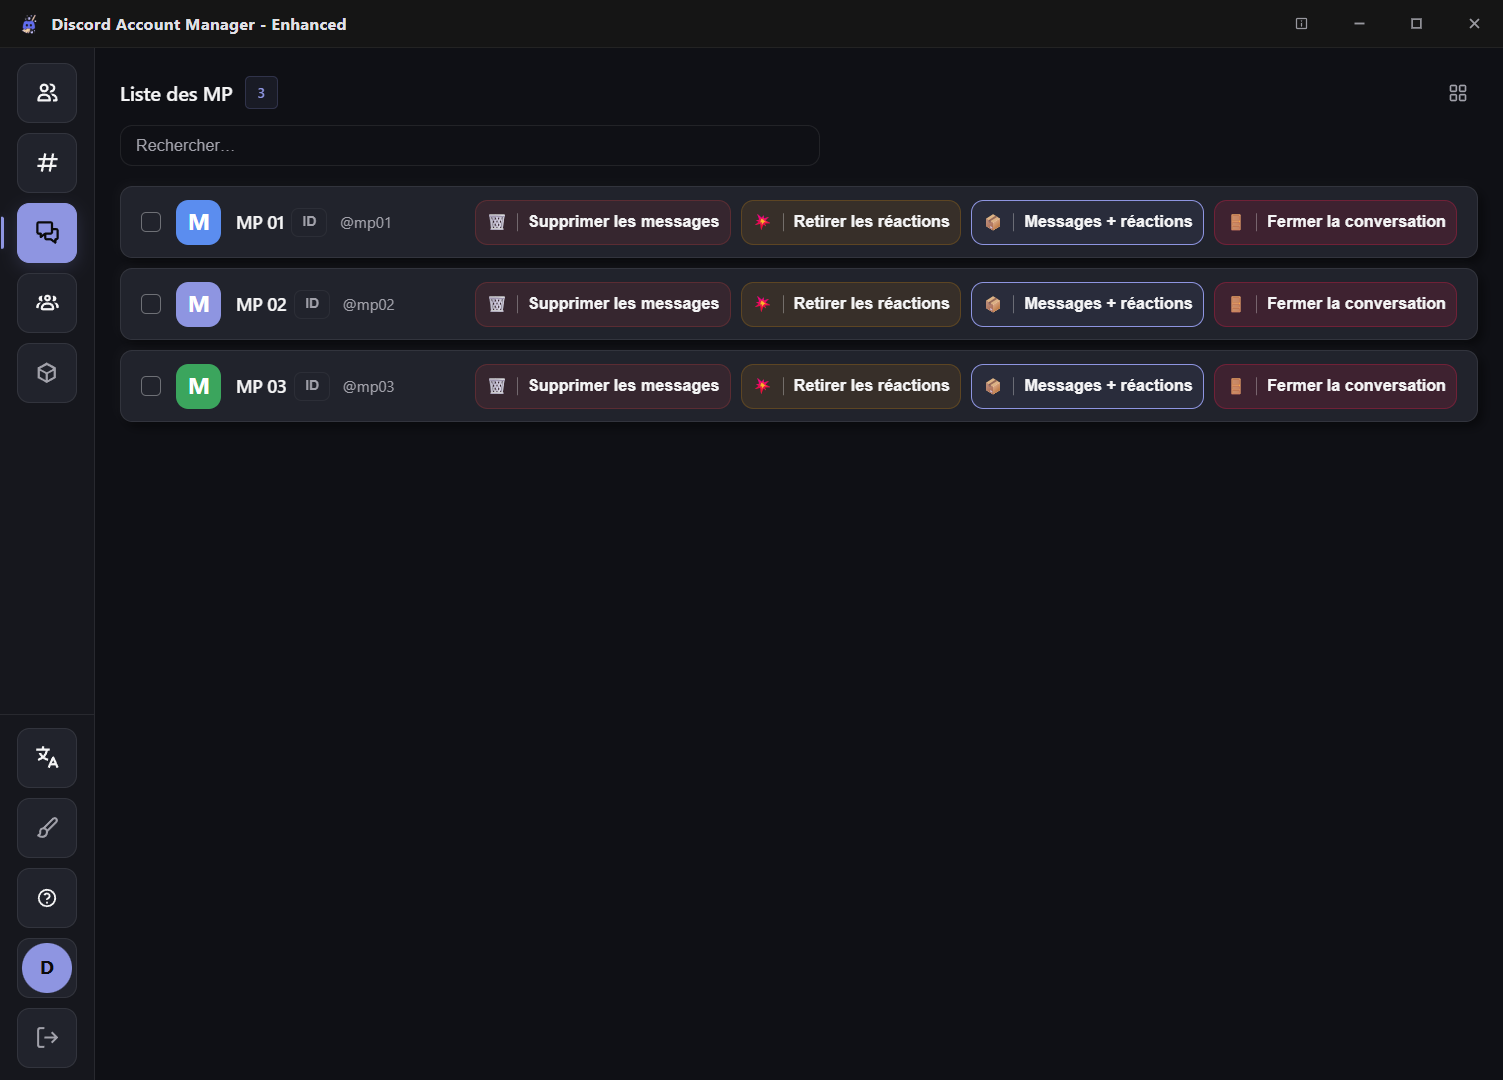 Discord Account Manager - Enhanced
Liste des MP 3
Rechercher...
M MP 01 ID @mp01 Supprimer les messages Retirer les réactions Messages + réactions Fermer la conversation
M MP 02 ID @mp02 Supprimer les messages Retirer les réactions Messages + réactions Fermer la conversation
M MP 03 ID @mp03 Supprimer les messages Retirer les réactions Messages + réactions Fermer la conversation
D